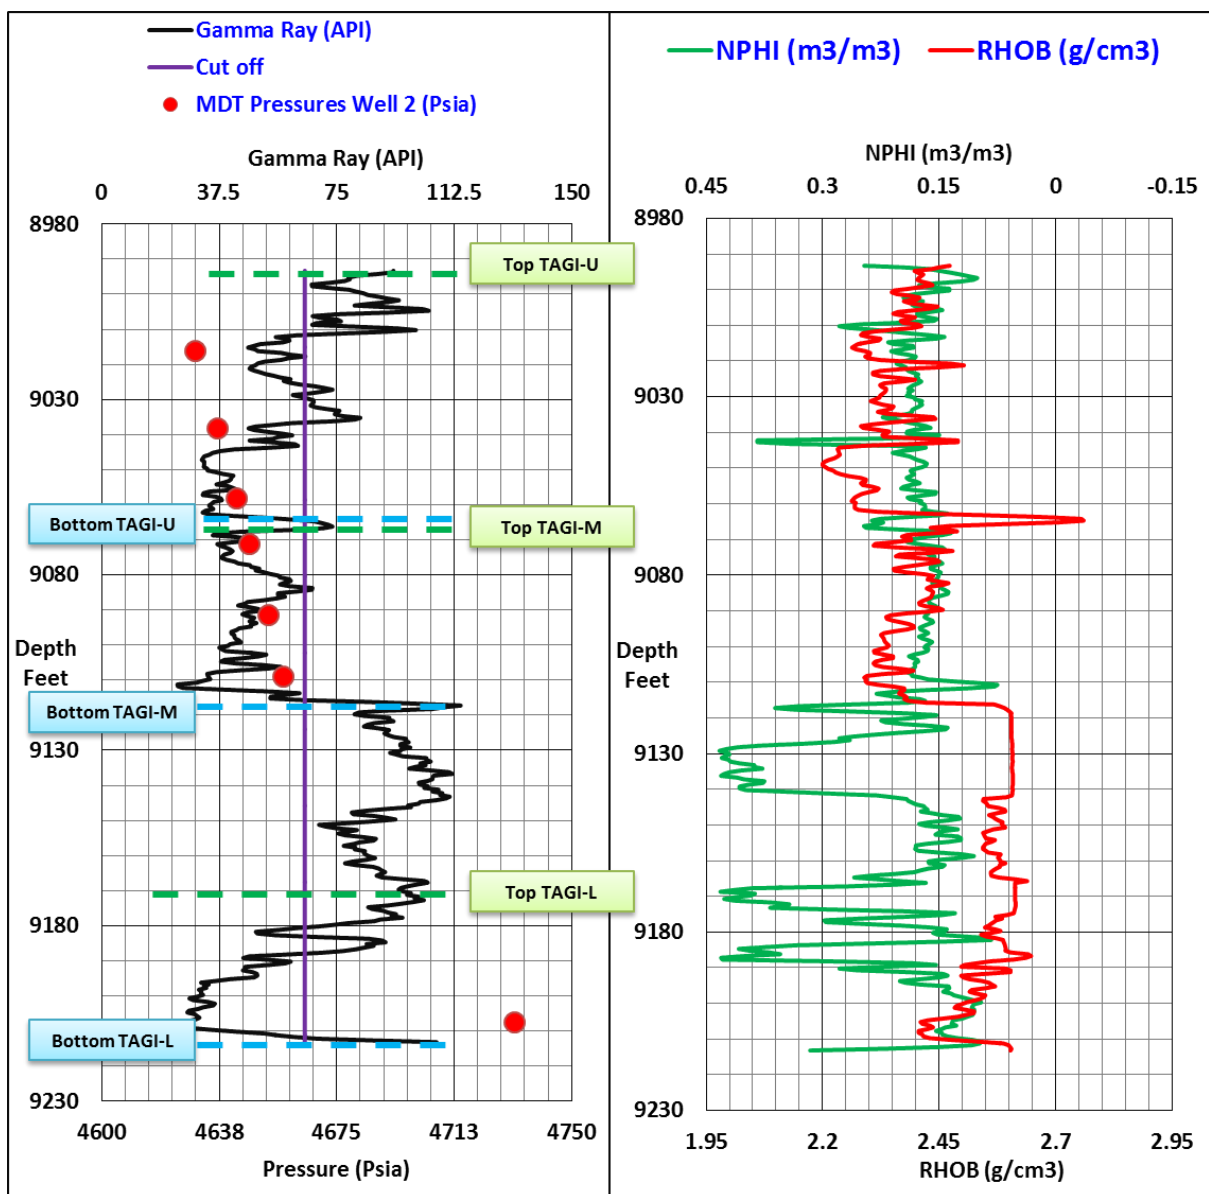 Gamma Ray (API)
Cut off
MDT Pressures Well 2 (Psia)
Gamma Ray (API)
0 37.5 75 112.5 150
8980
9030
9080
9130
9180
9230
Depth
Feet
Top TAGI-U
Bottom TAGI-U
Top TAGI-M
Bottom TAGI-M
Top TAGI-L
Bottom TAGI-L
4600 4638 4675 4713 4750
Pressure (Psia)
NPHI (m3/m3) RHOB (g/cm3)
NPHI (m3/m3)
0.45 0.3 0.15 0 -0.15
8980
9030
9080
9130
9180
9230
Depth
Feet
1.95 2.2 2.45 2.7 2.95
RHOB (g/cm3)